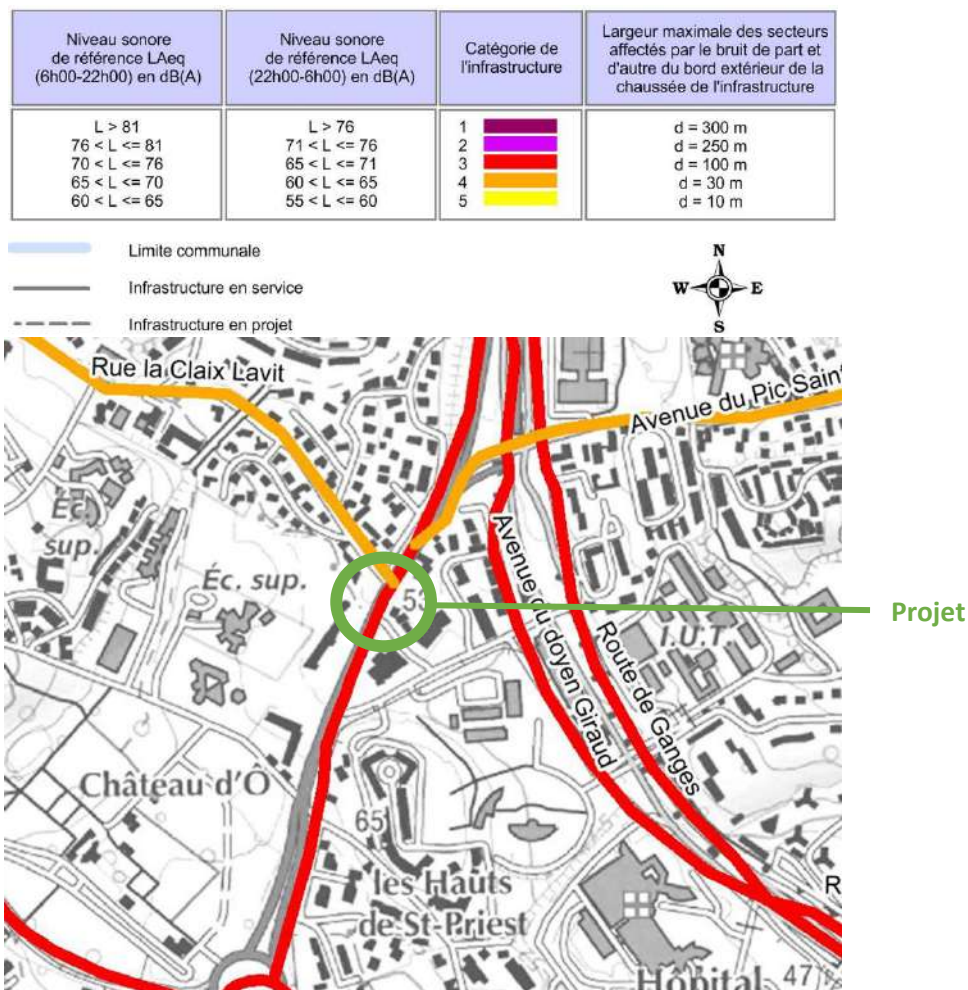 Niveau sonore
de référence LAeq
(6h00-22h00) en dB(A)
Niveau sonore
de référence LAeq
(22h00-6h00) en dB(A)
Catégorie de
l'infrastructure
Largeur maximale des secteurs
affectés par le bruit de part et
d'autre du bord extérieur de la
chaussée de l'infrastructure
L > 81 L > 76 1 d = 300 m
76 < L <= 81 71 < L <= 76 2 d = 250 m
70 < L <= 76 65 < L <= 71 3 d = 100 m
65 < L <= 70 60 < L <= 65 4 d = 30 m
60 < L <= 65 55 < L <= 60 5 d = 10 m
Limite communale
Infrastructure en service
Infrastructure en projet
N
W E
S
Rue la Claix Lavit
Avenue du Pic Saint
Éc.
sup.
Éc. sup.
53
Projet
Avenue du doyen Giraud
I.U.T.
Route de Ganges
Château d'Ô
65
les Hauts
de St-Priest
R
Hôpital
47